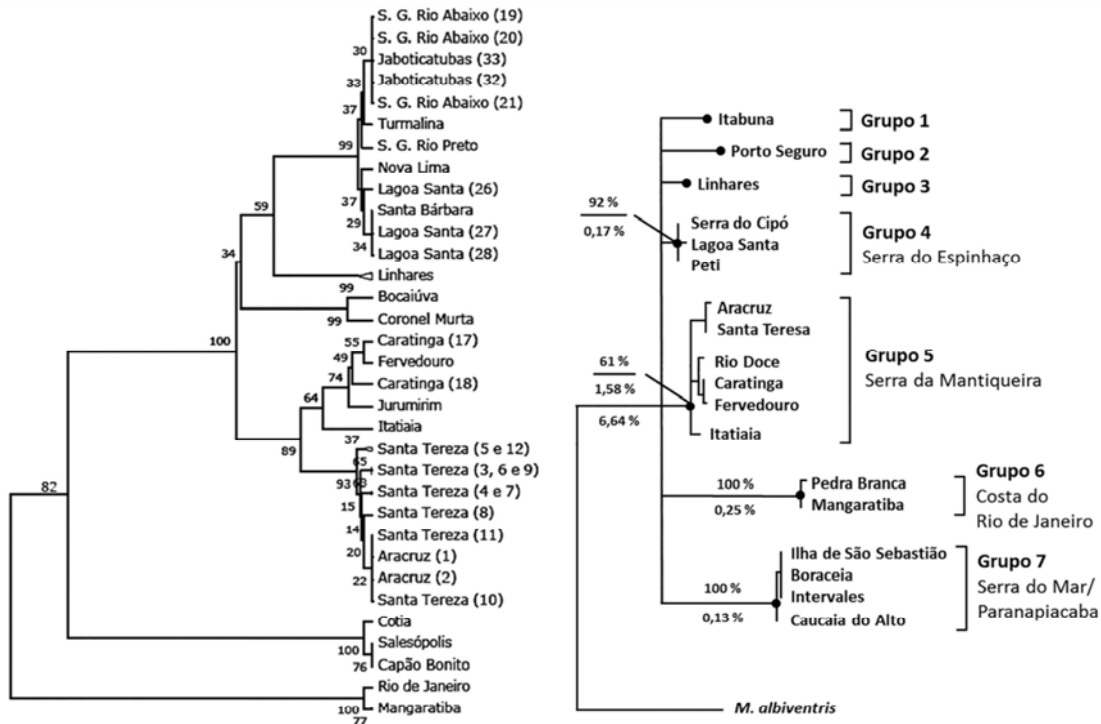 S. G. Rio Abaixo (19)
S. G. Rio Abaixo (20)
30
Jaboticatubas (33)
33
Jaboticatubas (32)
37
S. G. Rio Abaixo (21)
Turmalina
99
S. G. Rio Preto
Nova Lima
37
Lagoa Santa (26)
29
Santa Bárbara
34
Lagoa Santa (27)
Lagoa Santa (28)
59
Linhares
34
99
Bocaiúva
99
Coronel Murta
100
55
Caratinga (17)
49
Fervedouro
74
Caratinga (18)
64
Jurumirim
Itatiaia
89
37
Santa Tereza (5 e 12)
65
Santa Tereza (3, 6 e 9)
93
68
Santa Tereza (4 e 7)
15
Santa Tereza (8)
14
Santa Tereza (11)
20
Aracruz (1)
22
Aracruz (2)
Santa Tereza (10)
82
Cotia
100
Salesópolis
76
Capão Bonito
Rio de Janeiro
100
Mangaratiba
77
Itabuna
Grupo 1
Porto Seguro
Grupo 2
Linhares
Grupo 3
92 %
0,17 %
Serra do Cipó
Lagoa Santa
Peti
Grupo 4
Serra do Espinhaço
Aracruz
Santa Teresa
61 %
1,58 %
6,64 %
Rio Doce
Caratinga
Fervedouro
Itatiaia
Grupo 5
Serra da Mantiqueira
100 %
0,25 %
Pedra Branca
Mangaratiba
Grupo 6
Costa do
Rio de Janeiro
100 %
0,13 %
Ilha de São Sebastião
Boraceia
Intervales
Caucaia do Alto
Grupo 7
Serra do Mar/
Paranapiacaba
M. albiventris